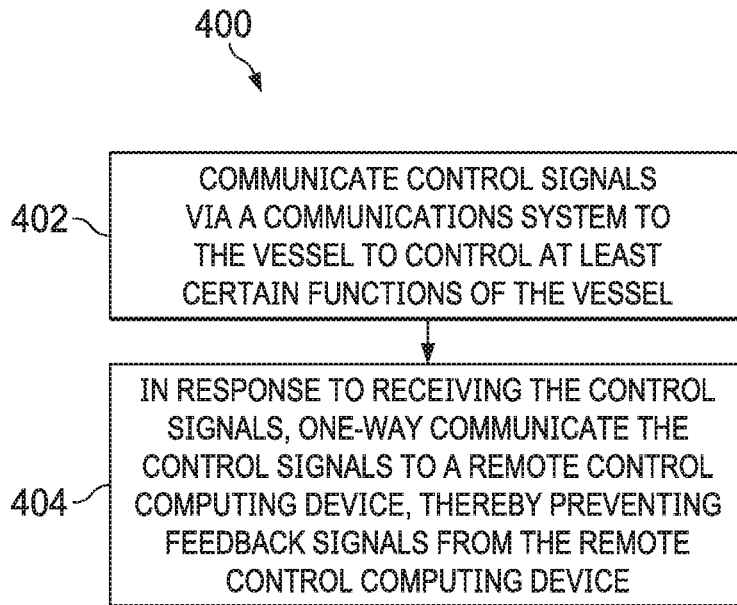 400
402
COMMUNICATE CONTROL SIGNALS
VIA A COMMUNICATIONS SYSTEM TO
THE VESSEL TO CONTROL AT LEAST
CERTAIN FUNCTIONS OF THE VESSEL
404
IN RESPONSE TO RECEIVING THE CONTROL
SIGNALS, ONE-WAY COMMUNICATE THE
CONTROL SIGNALS TO A REMOTE CONTROL
COMPUTING DEVICE, THEREBY PREVENTING
FEEDBACK SIGNALS FROM THE REMOTE
CONTROL COMPUTING DEVICE